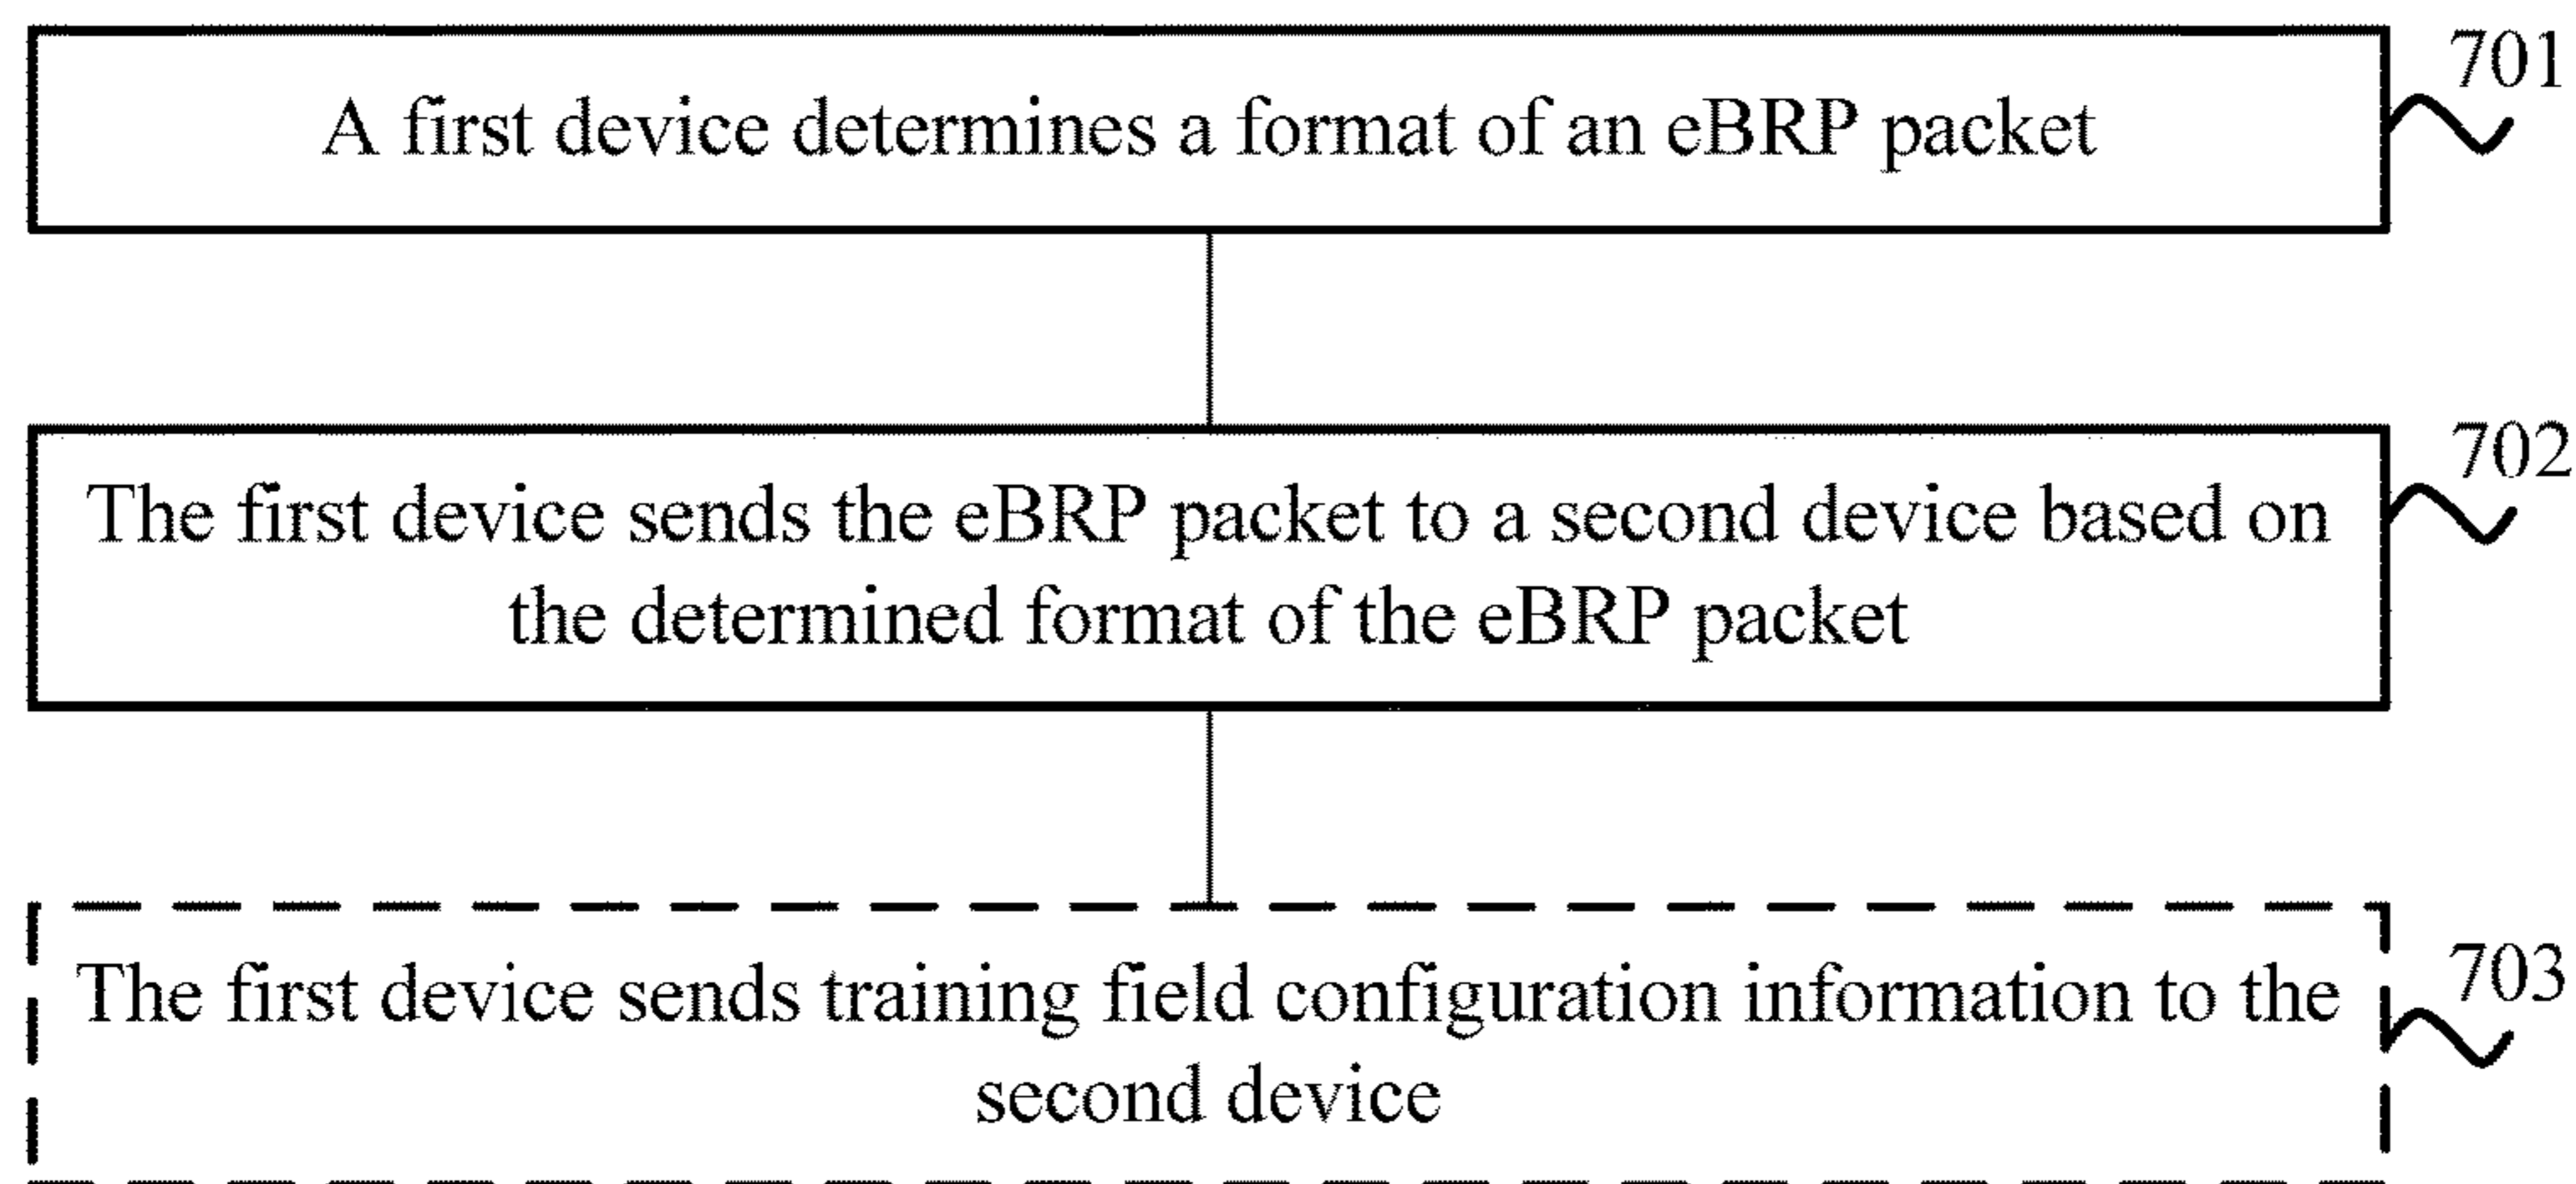 A first device determines a format of an eBRP packet
701
The first device sends the eBRP packet to a second device based on
the determined format of the eBRP packet
702
The first device sends training field configuration information to the
second device
703